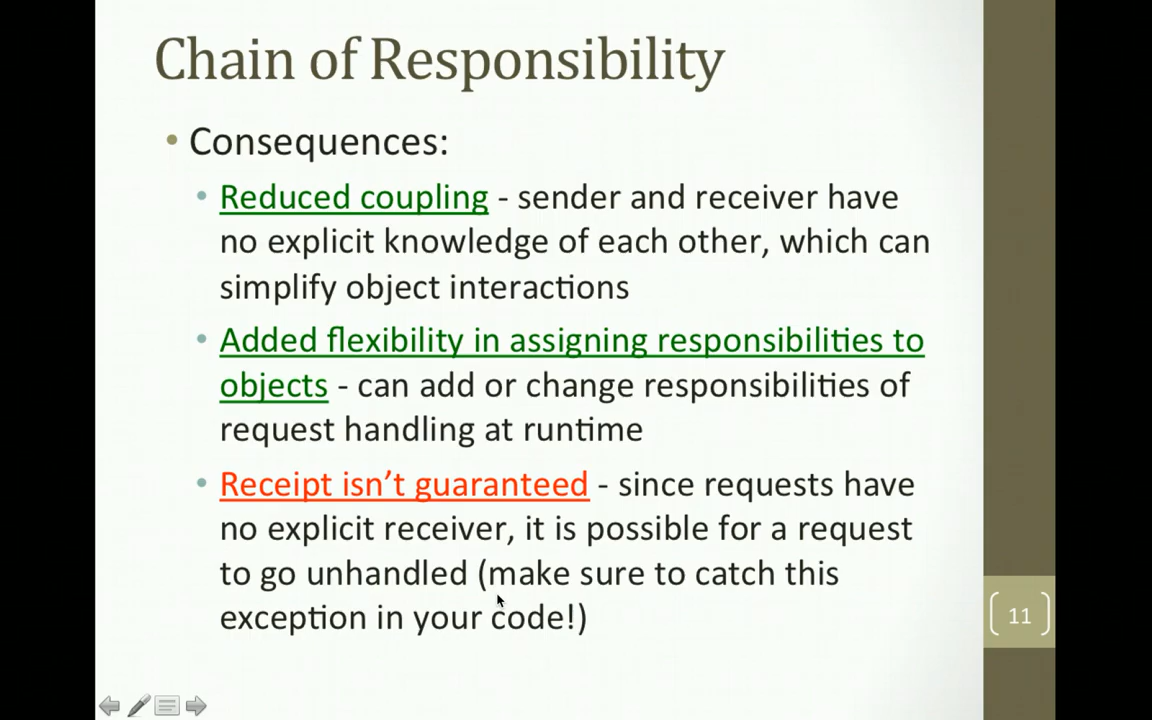 Chain of Responsibility
• Consequences:
• Reduced coupling - sender and receiver have
no explicit knowledge of each other, which can
simplify object interactions
• Added flexibility in assigning responsibilities to
objects - can add or change responsibilities of
request handling at runtime
• Receipt isn’t guaranteed - since requests have
no explicit receiver, it is possible for a request
to go unhandled (make sure to catch this
exception in your code!)
11